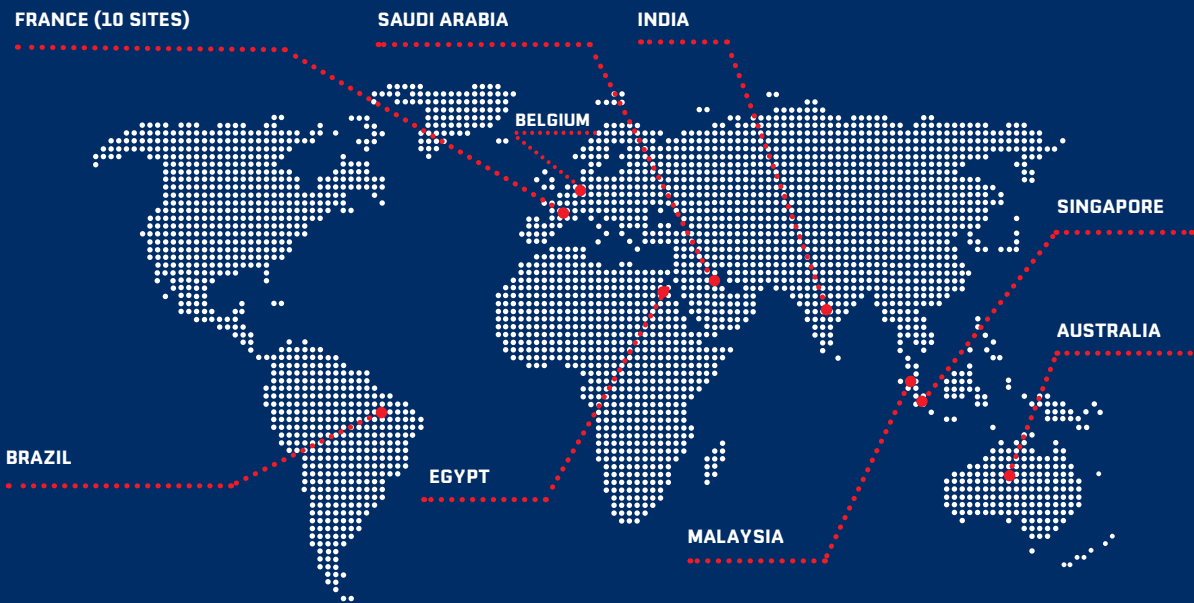 FRANCE (10 SITES)
SAUDI ARABIA
INDIA
BELGIUM
SINGAPORE
AUSTRALIA
BRAZIL
EGYPT
MALAYSIA